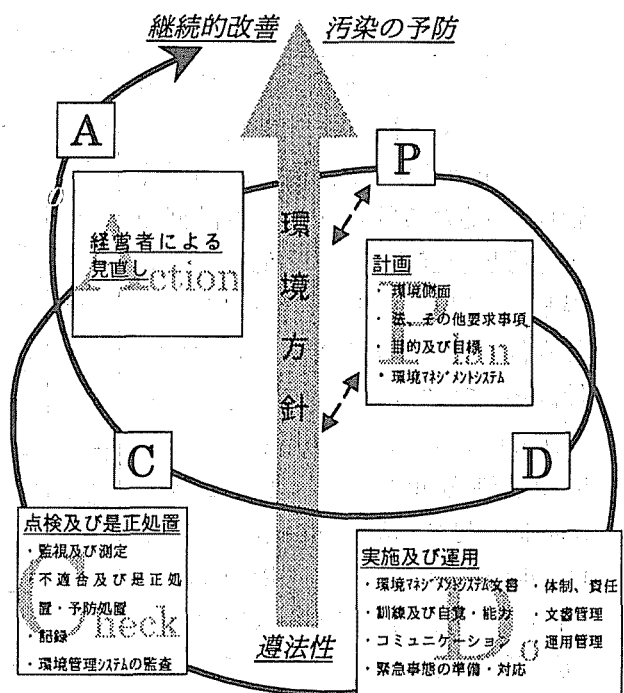 継続的改善 汚染の予防
A
P
環境方針
経営者による
見直し
Action
計画
・環境側面
・法、その他要求事項
・目的及び目標
・環境マネジメントシステム
Plan
C
D
点検及び是正処置
・監視及び測定
・不適合及び是正処
置・予防処置
・記録
・環境管理システムの監査
Check
実施及び運用
・環境マネジメントシステム文書 ・体制、責任
・訓練及び自覚・能力 ・文書管理
・コミュニケーション ・運用管理
・緊急事態の準備・対応
Do
遵法性